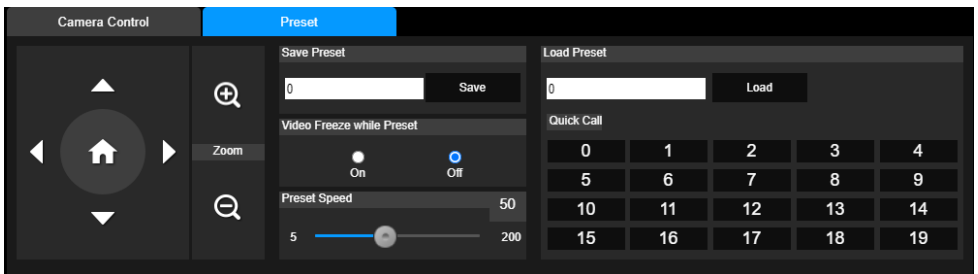 Camera Control
Preset
Zoom
Save Preset
0
Save
Video Freeze while Preset
On
Off
Preset Speed
50
5
200
Load Preset
0
Load
Quick Call
0 1 2 3 4
5 6 7 8 9
10 11 12 13 14
15 16 17 18 19